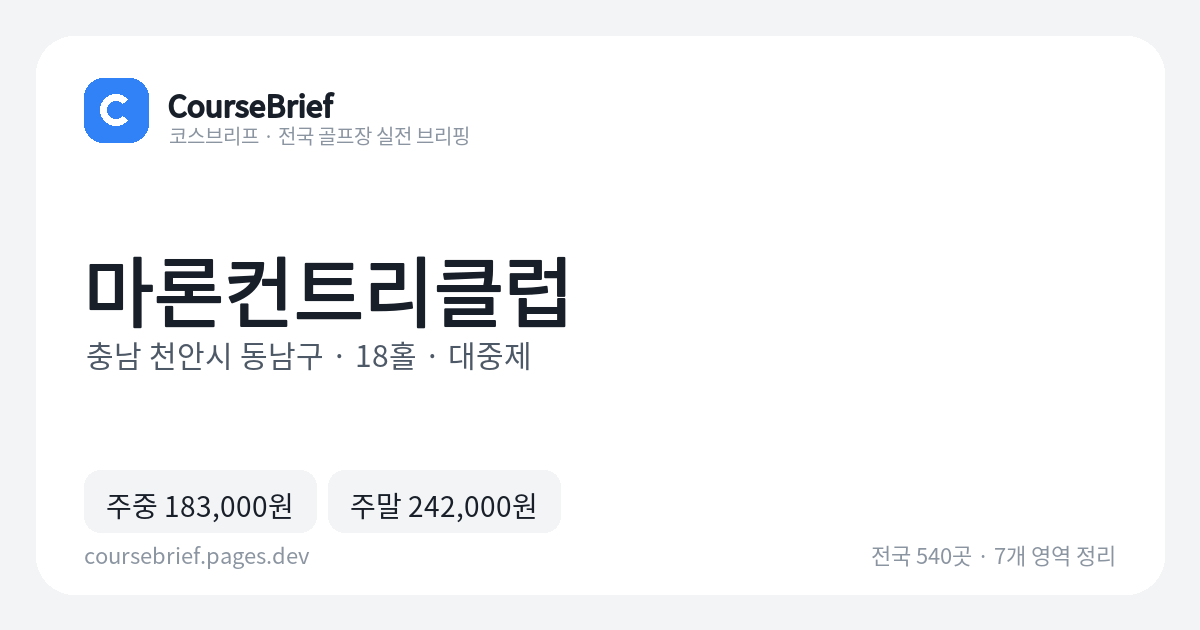 C
CourseBrief
코스브리프 · 전국 골프장 실전 브리핑
마론컨트리클럽
충남 천안시 동남구 · 18홀 · 대중제
주중 183,000원
주말 242,000원
coursebrief.pages.dev
전국 540곳 · 7개 영역 정리